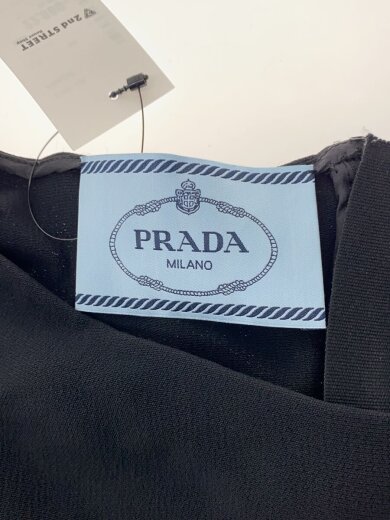 2nd STREET
PRADA
MILANO